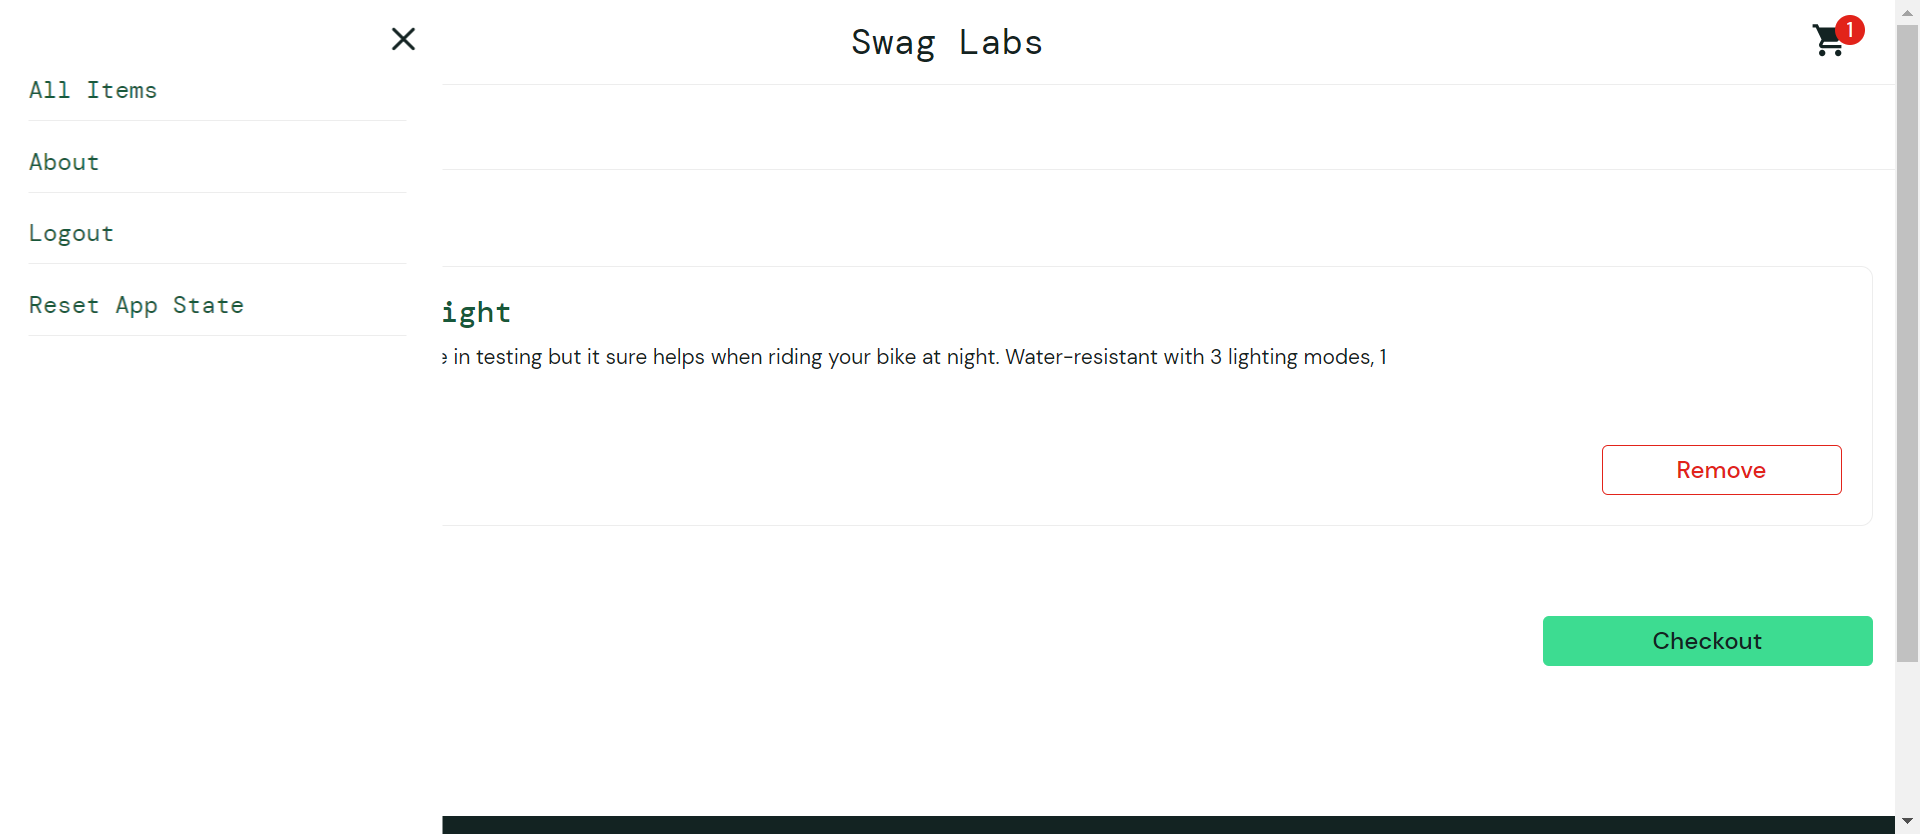 Swag Labs
1
All Items
About
Logout
Reset App State
ight
in testing but it sure helps when riding your bike at night. Water-resistant with 3 lighting modes, 1
Remove
Checkout